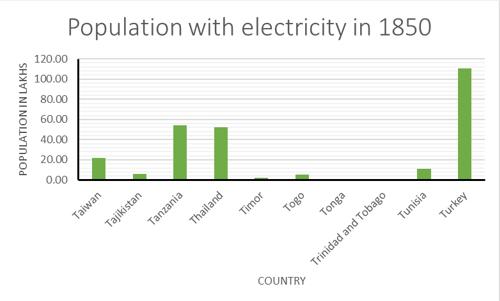 Population with electricity in 1850
POPULATION IN LAKHS
120.00
100.00
80.00
60.00
40.00
20.00
0.00
Taiwan
Tajikistan
Tanzania
Thailand
Timor
Togo
Tonga
Trinidad and Tobago
Tunisia
Turkey
COUNTRY